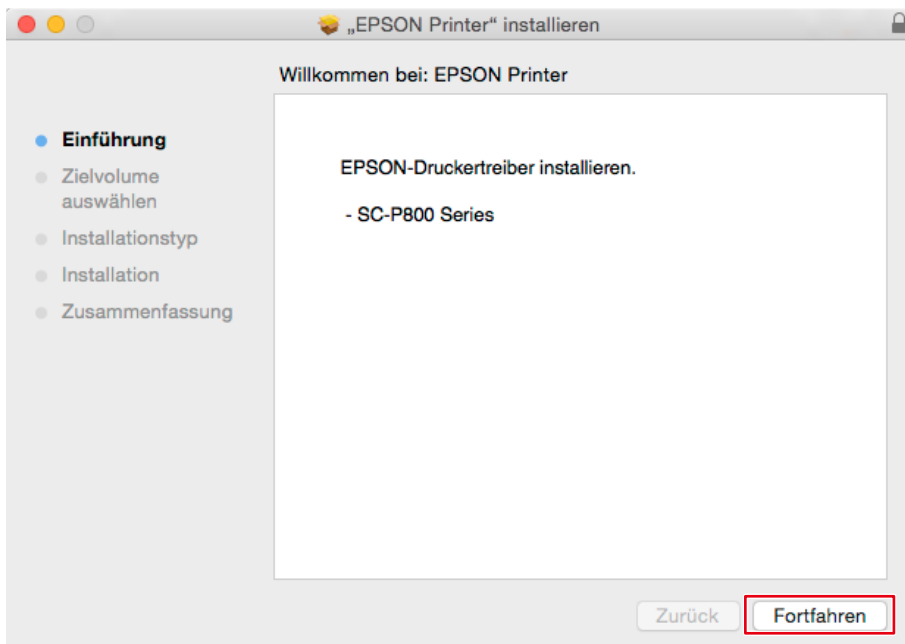 „EPSON Printer“ installieren
Willkommen bei: EPSON Printer
Einführung
Zielvolume
auswählen
Installationstyp
Installation
Zusammenfassung
EPSON-Druckertreiber installieren.
- SC-P800 Series
Zurück
Fortfahren